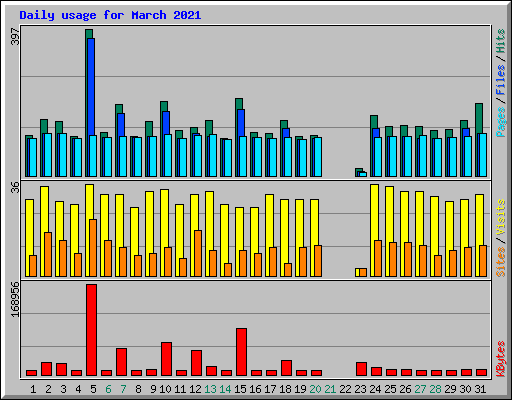 Daily usage for March 2021
397
Pages / Files / Hits
36
Sites / Visits
168956
KBytes
1 2 3 4 5 6 7 8 9 10 11 12 13 14 15 16 17 18 19 20 21 22 23 24 25 26 27 28 29 30 31